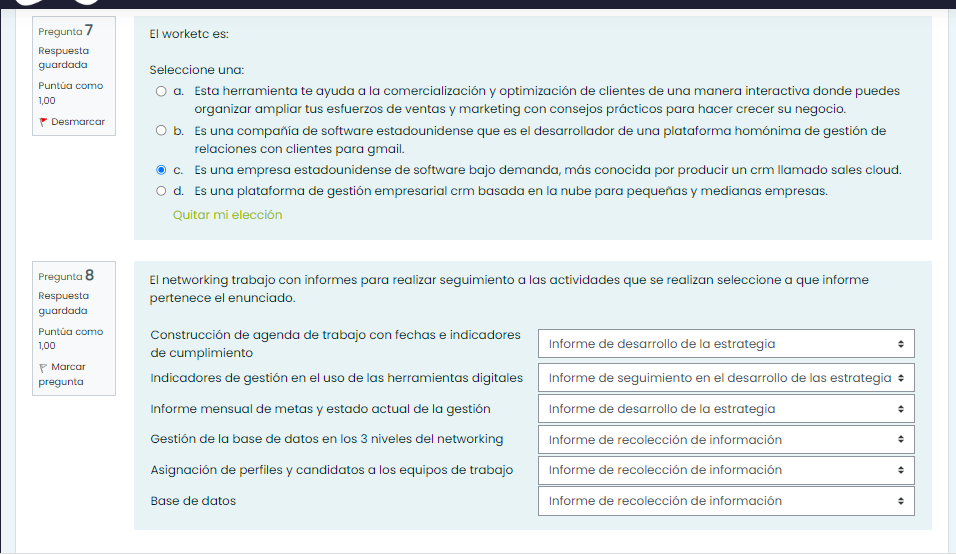 Pregunta 7
Respuesta
guardada
Puntúa como
1,00
Desmarcar
El worketc es:
Seleccione una:
a. Esta herramienta te ayuda a la comercialización y optimización de clientes de una manera interactiva donde puedes
organizar ampliar tus esfuerzos de ventas y marketing con consejos prácticos para hacer crecer su negocio.
b. Es una compañía de software estadounidense que es el desarrollador de una plataforma homónima de gestión de
relaciones con clientes para gmail.
c. Es una empresa estadounidense de software bajo demanda, más conocida por producir un crm llamado sales cloud.
d. Es una plataforma de gestión empresarial crm basada en la nube para pequeñas y medianas empresas.
Quitar mi elección
Pregunta 8
Respuesta
guardada
Puntúa como
1,00
Marcar
pregunta
El networking trabajo con informes para realizar seguimiento a las actividades que se realizan seleccione a que informe
pertenece el enunciado.
Construcción de agenda de trabajo con fechas e indicadores
de cumplimiento
Informe de desarrollo de la estrategia
Indicadores de gestión en el uso de las herramientas digitales
Informe de seguimiento en el desarrollo de las estrategia
Informe mensual de metas y estado actual de la gestión
Informe de desarrollo de la estrategia
Gestión de la base de datos en los 3 niveles del networking
Informe de recolección de información
Asignación de perfiles y candidatos a los equipos de trabajo
Informe de recolección de información
Base de datos
Informe de recolección de información